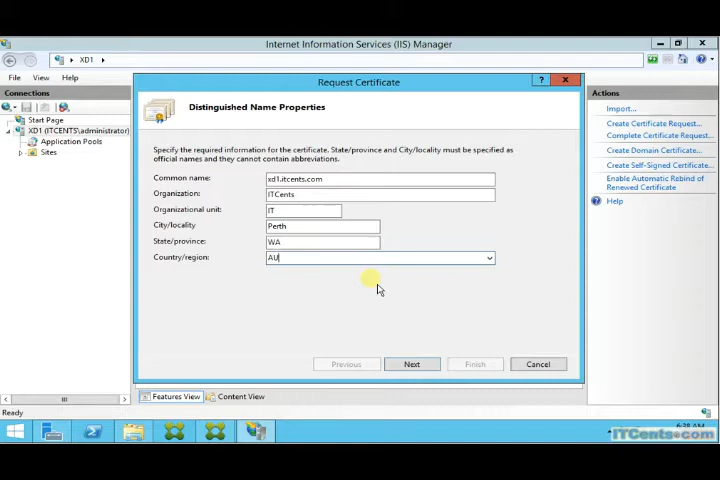 Internet Information Services (IIS) Manager
XD1
File View Help
Connections
Start Page
XD1 (ITCENTS\administrator)
Application Pools
Sites
Request Certificate
?
Distinguished Name Properties
Specify the required information for the certificate. State/province and City/locality must be specified as
official names and they cannot contain abbreviations.
Common name: xd1.itcents.com
Organization: ITCents
Organizational unit: IT
City/locality Perth
State/province: WA
Country/region: AU
Previous Next Finish Cancel
Actions
Import...
Create Certificate Request...
Complete Certificate Request...
Create Domain Certificate...
Create Self-Signed Certificate...
Enable Automatic Rebind of
Renewed Certificate
Help
Features View Content View
Ready
6:38 AM
ITCents.com